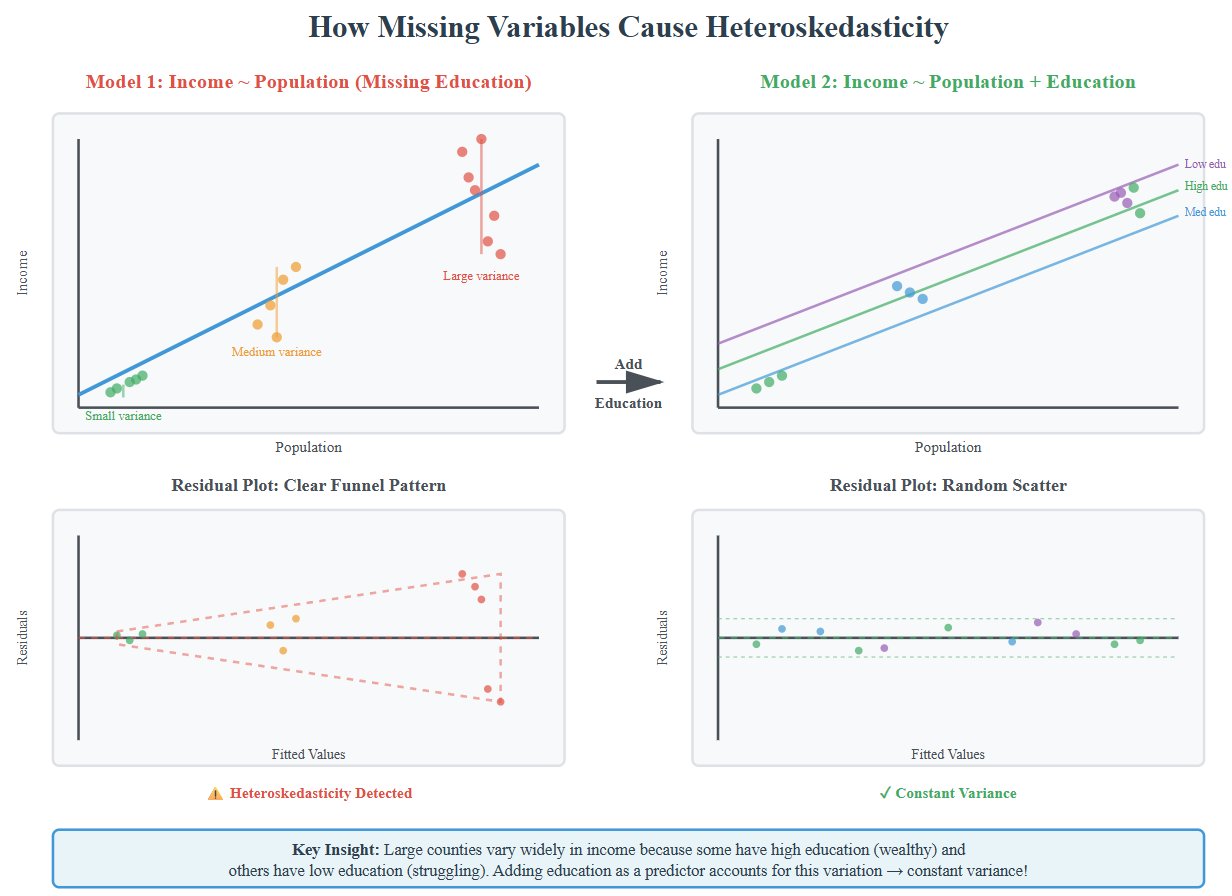 How Missing Variables Cause Heteroskedasticity
Model 1: Income ~ Population (Missing Education)
Income
Large variance
Medium variance
Small variance
Population
Add
Education
Model 2: Income ~ Population + Education
Income
Low edu
High edu
Med edu
Population
Residual Plot: Clear Funnel Pattern
Residuals
Fitted Values
⚠ Heteroskedasticity Detected
Residual Plot: Random Scatter
Residuals
Fitted Values
✓ Constant Variance
Key Insight: Large counties vary widely in income because some have high education (wealthy) and
others have low education (struggling). Adding education as a predictor accounts for this variation → constant variance!